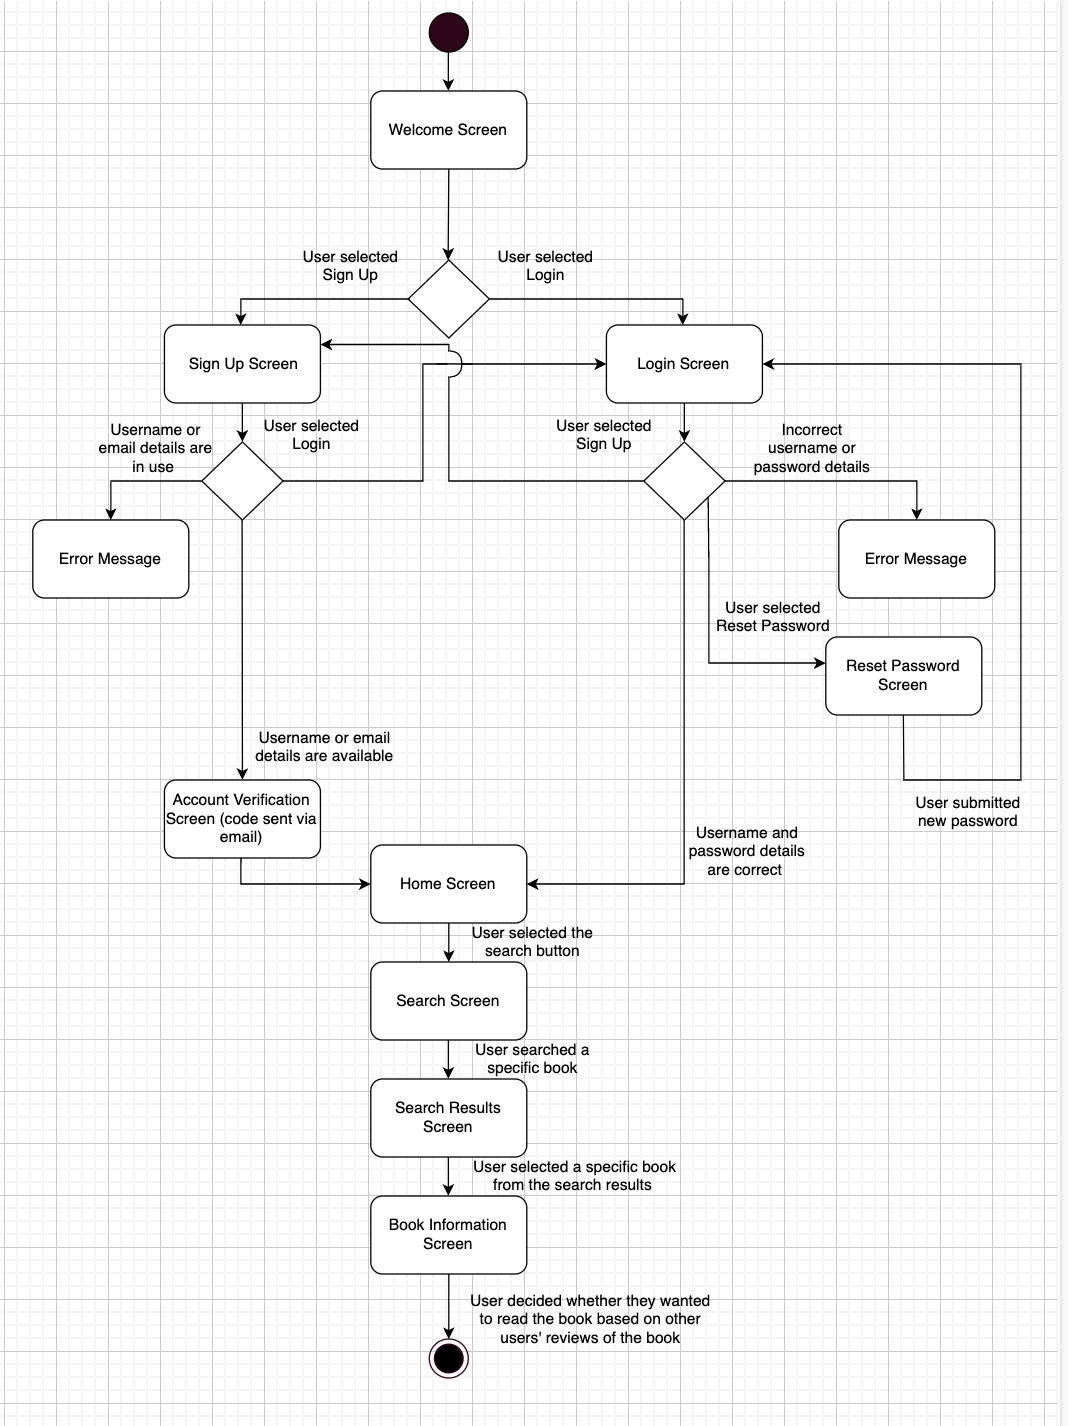 Welcome Screen
User selected
Sign Up
User selected
Login
Sign Up Screen
Login Screen
Username or
email details are
in use
User selected
Login
User selected
Sign Up
Incorrect
username or
password details
Error Message
Error Message
User selected
Reset Password
Reset Password
Screen
Username or email
details are available
Account Verification
Screen (code sent via
email)
User submitted
new password
Username and
password details
are correct
Home Screen
User selected the
search button
Search Screen
User searched a
specific book
Search Results
Screen
User selected a specific book
from the search results
Book Information
Screen
User decided whether they wanted
to read the book based on other
users' reviews of the book